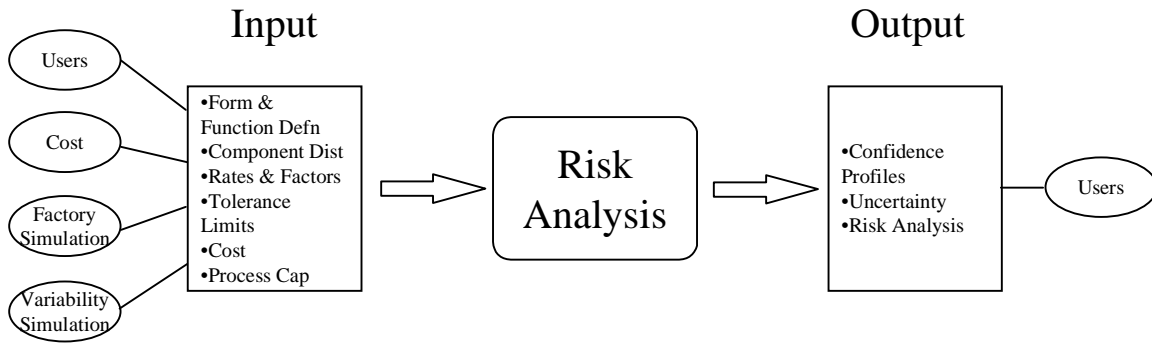 Input
Output
Users
Cost
Factory
Simulation
Variability
Simulation
•Form &
Function Defn
•Component Dist
•Rates & Factors
•Tolerance
Limits
•Cost
•Process Cap
Risk
Analysis
•Confidence
Profiles
•Uncertainty
•Risk Analysis
Users